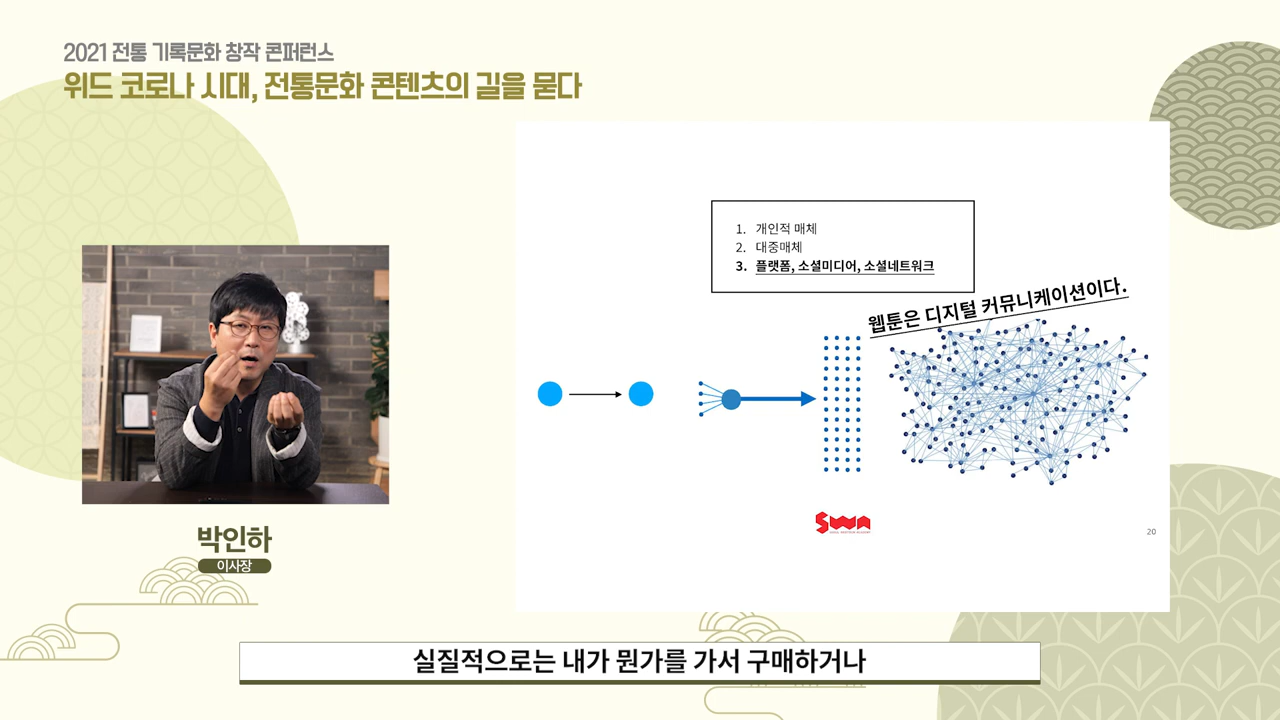 2021 전통 기록문화 창작 콘퍼런스
위드 코로나 시대, 전통문화 콘텐츠의 길을 묻다
1. 개인적 매체
2. 대중매체
3. 플랫폼, 소셜미디어, 소셜네트워크
웹툰은 디지털 커뮤니케이션이다.
SWA
20
박인하
이사장
실질적으로는 내가 뭔가를 가서 구매하거나